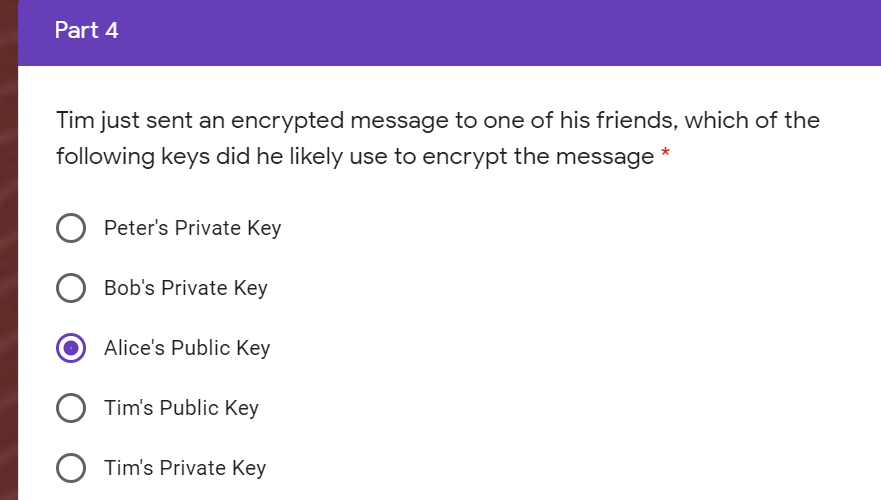 Part 4
Tim just sent an encrypted message to one of his friends, which of the
following keys did he likely use to encrypt the message *
Peter's Private Key
Bob's Private Key
Alice's Public Key
Tim's Public Key
Tim's Private Key